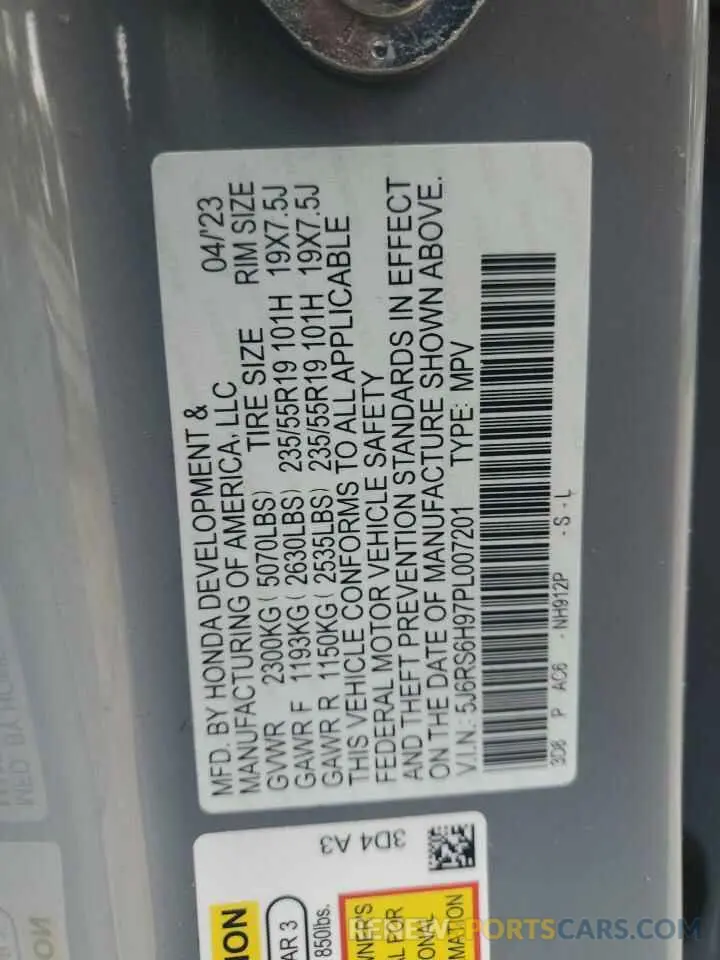 MFD. BY HONDA DEVELOPMENT & 04/'23
MANUFACTURING OF AMERICA, LLC
TIRE SIZE RIM SIZE
GVWR 2300KG ( 5070LBS)
GAWR F 1193KG ( 2630LBS) 235/55R19 101H 19X7.5J
GAWR R 1150KG ( 2535LBS) 235/55R19 101H 19X7.5J
THIS VEHICLE CONFORMS TO ALL APPLICABLE
FEDERAL MOTOR VEHICLE SAFETY
AND THEFT PREVENTION STANDARDS IN EFFECT
ON THE DATE OF MANUFACTURE SHOWN ABOVE.
V.I.N.: 5J6RS6H97PL007201 TYPE: MPV
3D8 P AC6 - NH912P - S - L
3D4 A3
850lbs.
REKENSPORTSCARS.COM